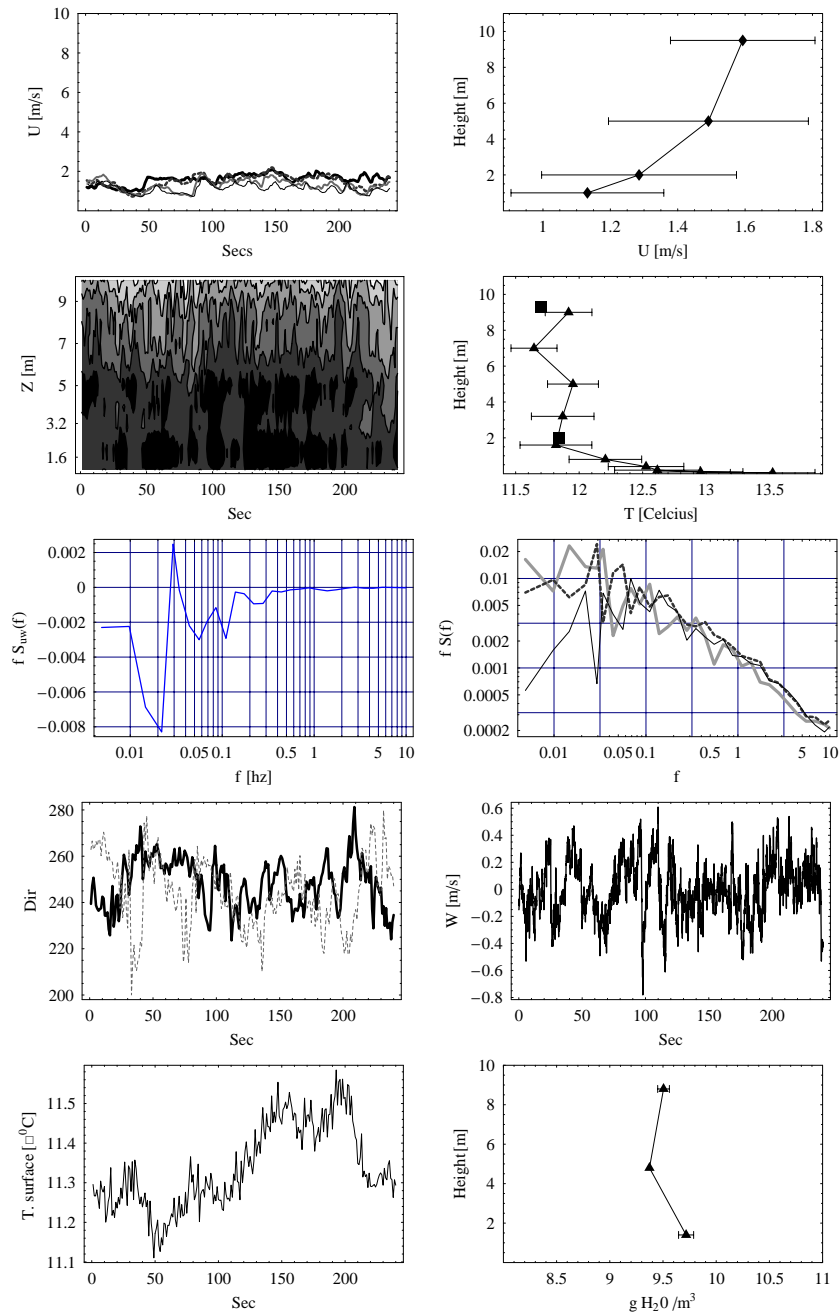 10
8
6
4
2
U [m/s]
0 50 100 150 200
Secs
10
8
6
4
2
Height [m]
1 1.2 1.4 1.6 1.8
U [m/s]
9
7
5
3.2
1.6
Z [m]
0 50 100 150 200
Sec
10
8
6
4
2
Height [m]
11.5 12 12.5 13 13.5
T [Celcius]
0.002
0
−0.002
−0.004
−0.006
−0.008
f Suw(f)
0.01 0.05 0.1 0.5 1 5 10
f [hz]
0.02
0.01
0.005
0.001
0.0005
0.0002
f S(f)
0.01 0.05 0.1 0.5 1 5 10
f
280
260
240
220
200
Dir
0 50 100 150 200
Sec
0.6
0.4
0.2
0
−0.2
−0.4
−0.6
−0.8
W [m/s]
0 50 100 150 200
Sec
11.5
11.4
11.3
11.2
11.1
T. surface [□⁰C]
0 50 100 150 200
Sec
10
8
6
4
2
Height [m]
8.5 9 9.5 10 10.5 11
g H₂0 /m³